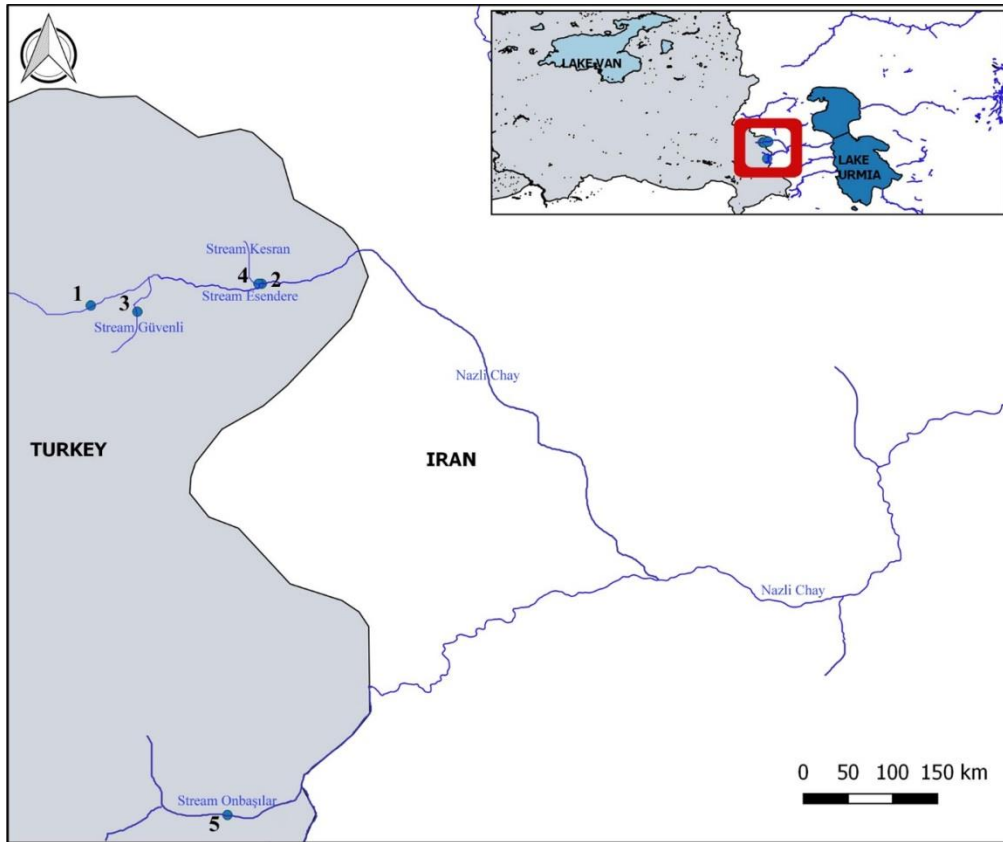 LAKE VAN
LAKE
URMIA
Stream Kesran
4 2
Stream Esendere
1
3
Stream Güvenli
Nazli Chay
TURKEY
IRAN
Nazli Chay
0 50 100 150 km
Stream Onbaşılar
5